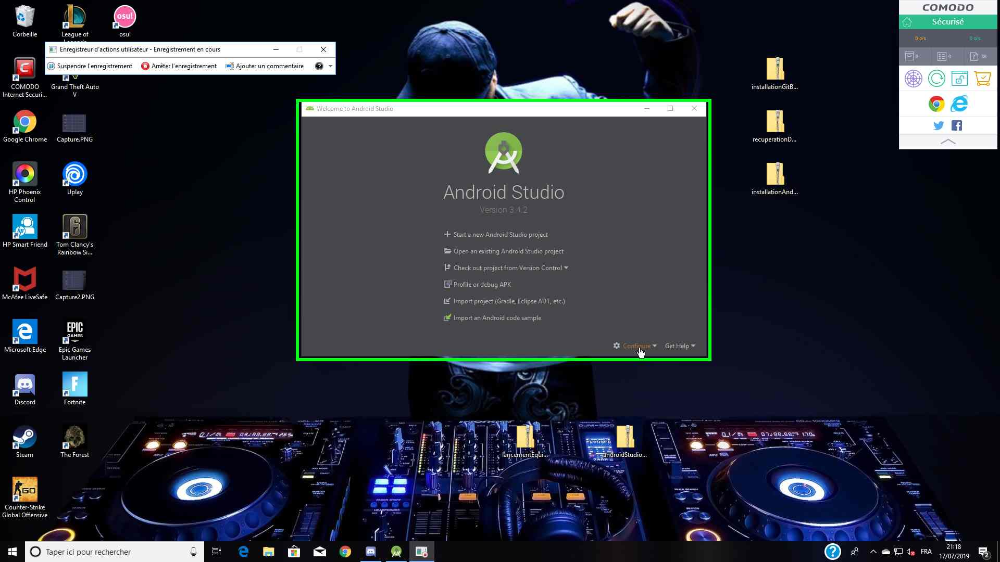 Corbeille
League of
Legends
osu!
osu!
Enregistreur d'actions utilisateur - Enregistrement en cours
Suspendre l'enregistrement
Arrêter l'enregistrement
Ajouter un commentaire
COMODO
Internet Securi...
Grand Theft Auto
V
Google Chrome
Capture.PNG
HP Phoenix
Control
Uplay
HP Smart Friend
Tom Clancy's
Rainbow Si...
McAfee LiveSafe
Capture2.PNG
Microsoft Edge
EPIC
GAMES
Epic Games
Launcher
Discord
Fortnite
Steam
The Forest
GO
Counter-Strike
Global Offensive
Welcome to Android Studio
Android Studio
Version 3.4.2
Start a new Android Studio project
Open an existing Android Studio project
Check out project from Version Control
Profile or debug APK
Import project (Gradle, Eclipse ADT, etc.)
Import an Android code sample
Configure
Get Help
installationGitB...
recuperationD...
installationAnd...
COMODO
Sécurisé
0 o/s
0 o/s
0
0
38
lancementEqui...
androidStudio...
DJM-800
Taper ici pour rechercher
FRA
21:18
17/07/2019
2